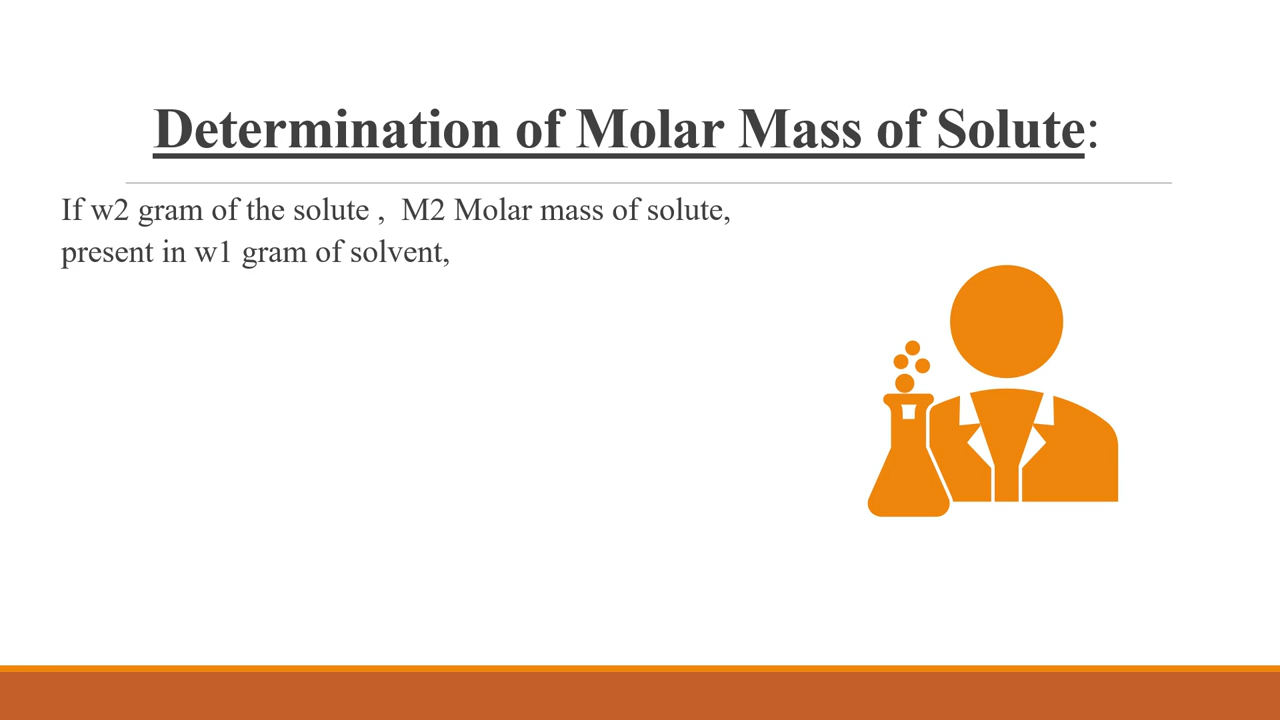 Determination of Molar Mass of Solute:
If w2 gram of the solute ,  M2 Molar mass of solute,
present in w1 gram of solvent,